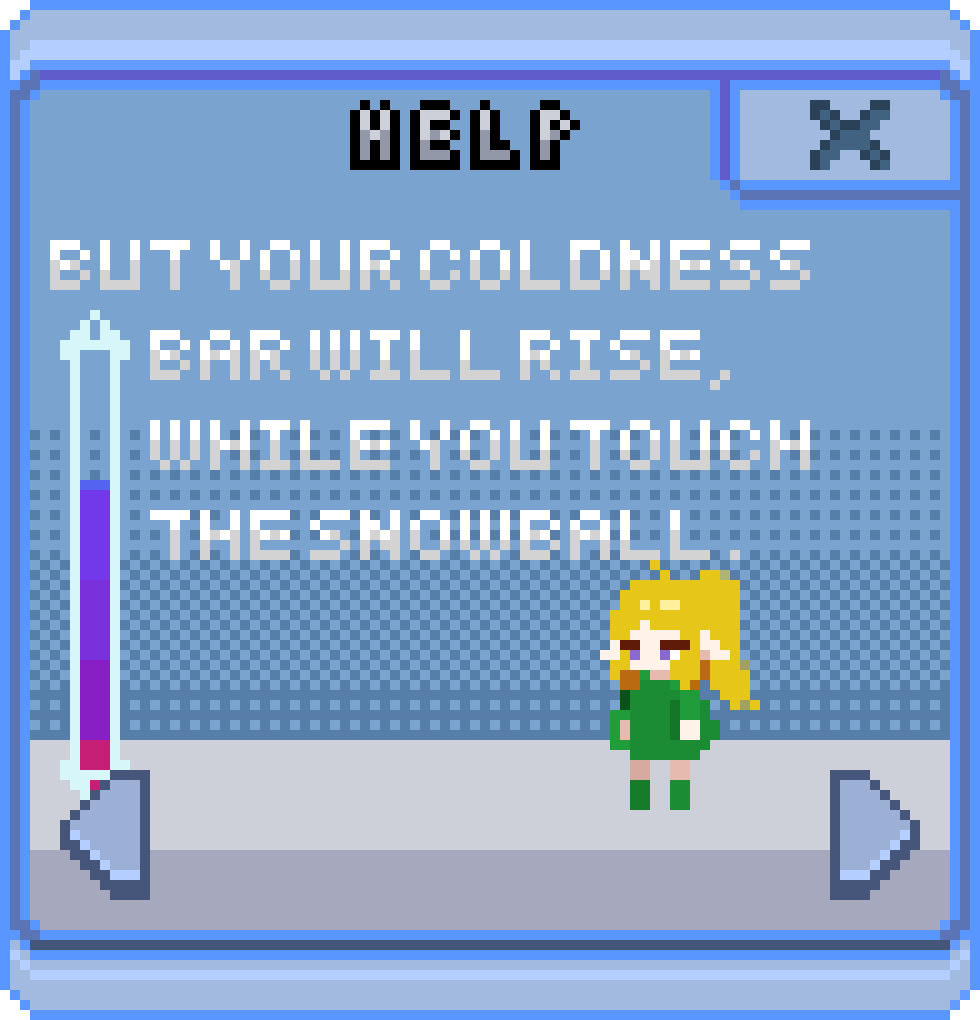 HELP
BUT YOUR COLDNESS
BAR WILL RISE,
WHILE YOU TOUCH
THE SNOWBALL.